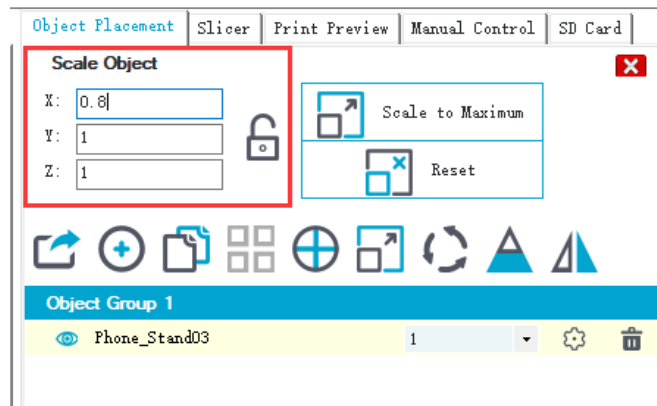 Object Placement Slicer Print Preview Manual Control SD Card
Scale Object
X: 0.8
Y: 1
Z: 1
Scale to Maximum
Reset
Object Group 1
Phone_Stand03 1